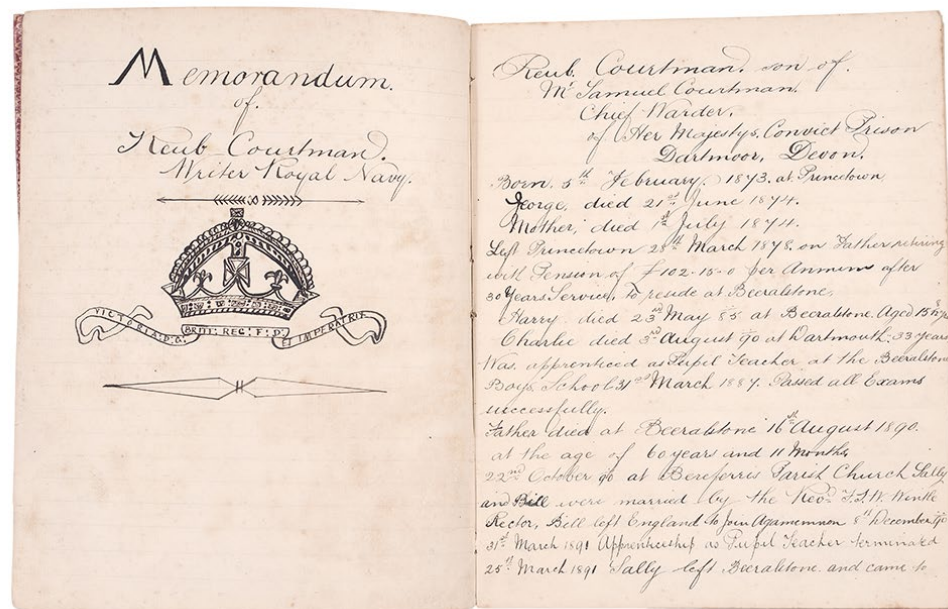 Memorandum.
of.
Reub Courtman.
Writer Royal Navy.
VICTORIA. D. G.
BRITT: REG: F: D:
ET IMPERATRIX.
Reub. Courtman. son of.
Mr Samuel Courtman.
Chief Warder.
of Her Majestys. Convict Prison
Dartmoor, Devon.
Born. 5th February. 1873. at Princetown
George, died 21st June 1874.
Mother, died 1st July 1874.
Left Princetown 28th March 1878. on Father retiring
with Pension of £102-15-0 per Annum after
30 Years Service, to reside at Beeralstone.
Harry. died 23rd May 85 at Beeralstone. Aged 15
Charlie died 3rd August 90 at Dartmouth. 33 years
Was apprenticed as Pupil Teacher at the Beeralston
Boys School 31st March 1887. Passed all Exams
successfully.
Father died at Beeralstone 16th August 1890.
at the age of 60 years and 11 Months.
22nd October 90 at Bereferris Parish Church Sally
and Bill were married by the Revd. Wintle
Rector, Bill left England to join Agamemnon 8th December 90
31st March 1891 Apprenticeship as Pupil Teacher terminated
25th March 1891 Sally left Beeralstone. and came to